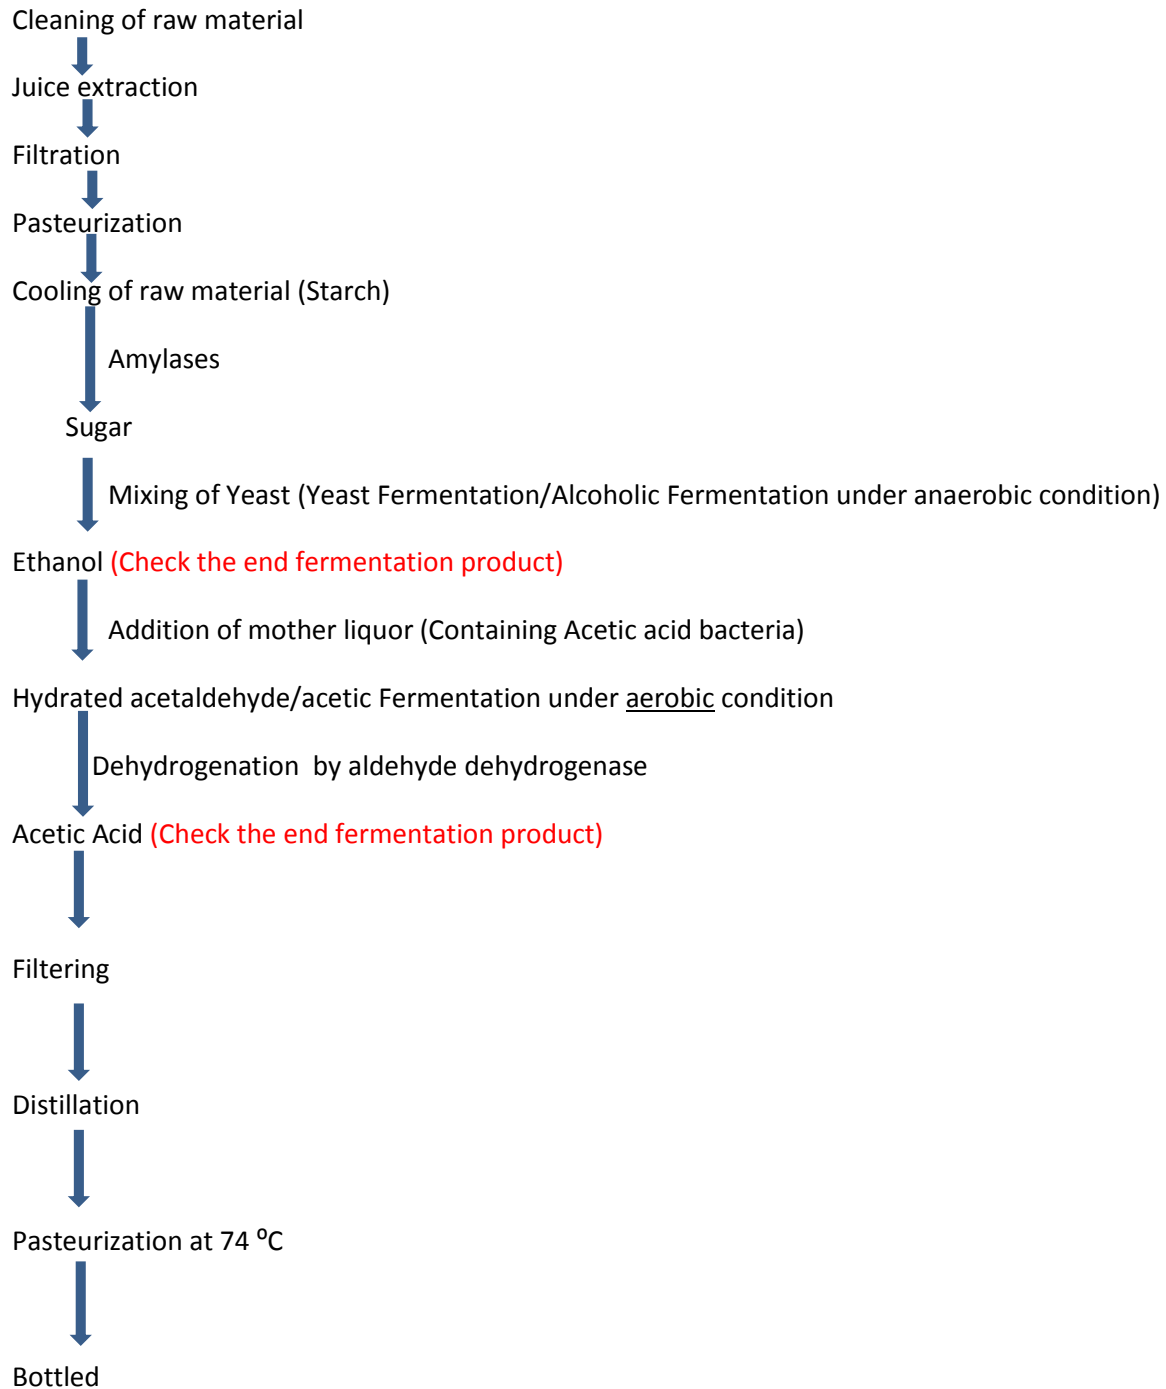 Cleaning of raw material
Juice extraction
Filtration
Pasteurization
Cooling of raw material (Starch)
Amylases
Sugar
Mixing of Yeast (Yeast Fermentation/Alcoholic Fermentation under anaerobic condition)
Ethanol (Check the end fermentation product)
Addition of mother liquor (Containing Acetic acid bacteria)
Hydrated acetaldehyde/acetic Fermentation under aerobic condition
Dehydrogenation by aldehyde dehydrogenase
Acetic Acid (Check the end fermentation product)
Filtering
Distillation
Pasteurization at 74 ⁰C
Bottled